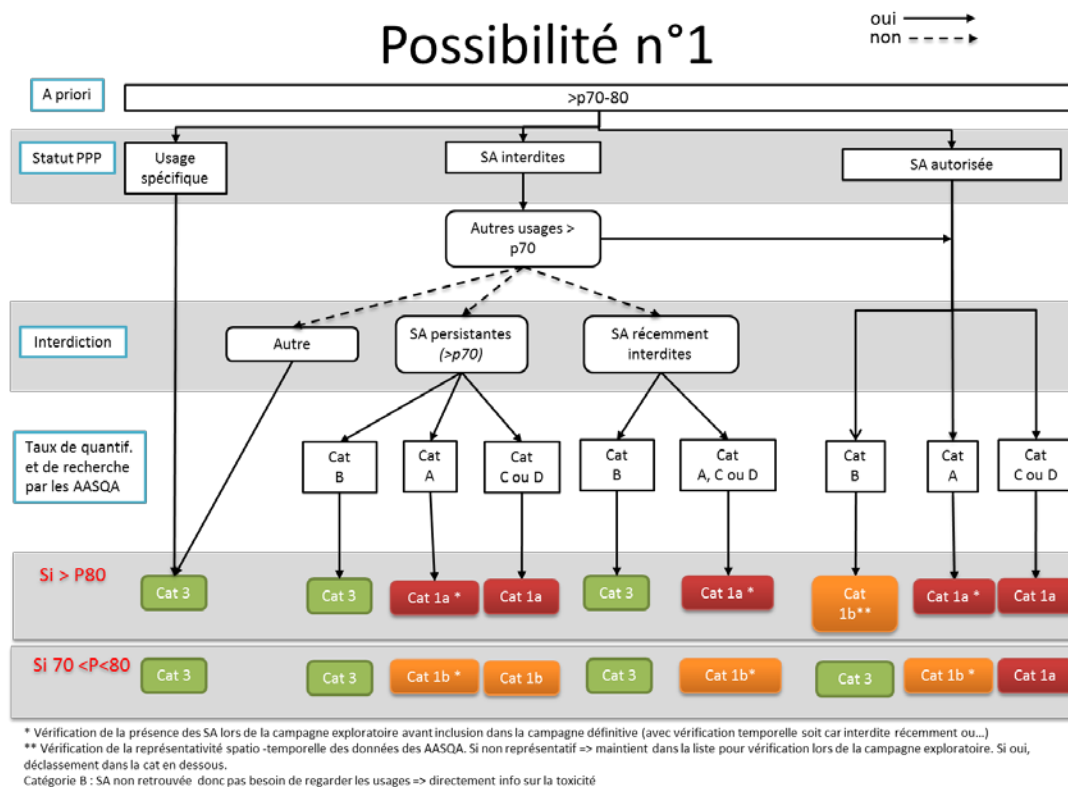 Possibilité n°1
oui
non
A priori
>p70-80
Statut PPP
Usage
spécifique
SA interdites
SA autorisée
Autres usages >
p70
Interdiction
Autre
SA persistantes
(>p70)
SA récemment
interdites
Taux de quantif.
et de recherche
par les AASQA
Cat
B
Cat
A
Cat
C ou D
Cat
B
Cat
A, C ou D
Cat
B
Cat
A
Cat
C ou D
Si > P80
Cat 3
Cat 3
Cat 1a *
Cat 1a
Cat 3
Cat 1a *
Cat
1b**
Cat 1a *
Cat 1a
Si 70 <P<80
Cat 3
Cat 3
Cat 1b *
Cat 1b
Cat 3
Cat 1b*
Cat 3
Cat 1b *
Cat 1a
* Vérification de la présence des SA lors de la campagne exploratoire avant inclusion dans la campagne définitive (avec vérification temporelle soit car interdite récemment ou...)
** Vérification de la représentativité spatio -temporelle des données des AASQA. Si non représentatif => maintient dans la liste pour vérification lors de la campagne exploratoire. Si oui,
déclassement dans la cat en dessous.
Catégorie B : SA non retrouvée donc pas besoin de regarder les usages => directement info sur la toxicité